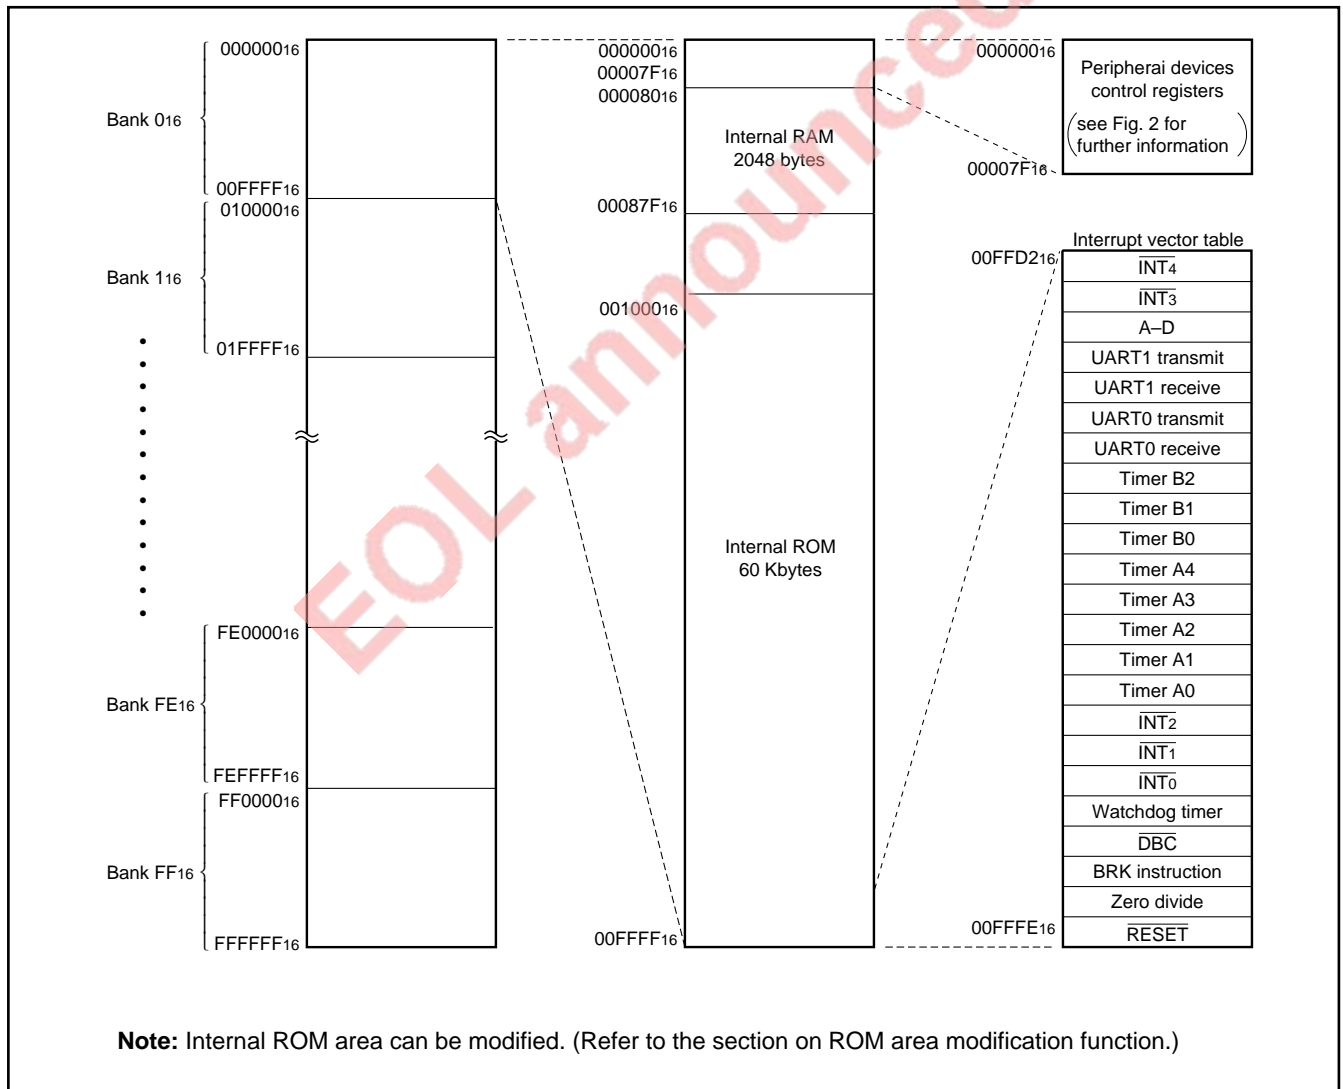 000000₁₆
Bank 0₁₆
00FFFF₁₆
010000₁₆
Bank 1₁₆
01FFFF₁₆
FE0000₁₆
Bank FE₁₆
FEFFFF₁₆
FF0000₁₆
Bank FF₁₆
FFFFFF₁₆
000000₁₆
00007F₁₆
000080₁₆
Internal RAM
2048 bytes
00087F₁₆
001000₁₆
Internal ROM
60 Kbytes
00FFFF₁₆
000000₁₆
Peripherai devices
control registers
(see Fig. 2 for
further information)
00007F₁₆
Interrupt vector table
00FFD2₁₆
INT₄
INT₃
A–D
UART1 transmit
UART1 receive
UART0 transmit
UART0 receive
Timer B2
Timer B1
Timer B0
Timer A4
Timer A3
Timer A2
Timer A1
Timer A0
INT₂
INT₁
INT₀
Watchdog timer
DBC
BRK instruction
Zero divide
00FFFE₁₆
RESET
EOL announced
Note: Internal ROM area can be modified. (Refer to the section on ROM area modification function.)